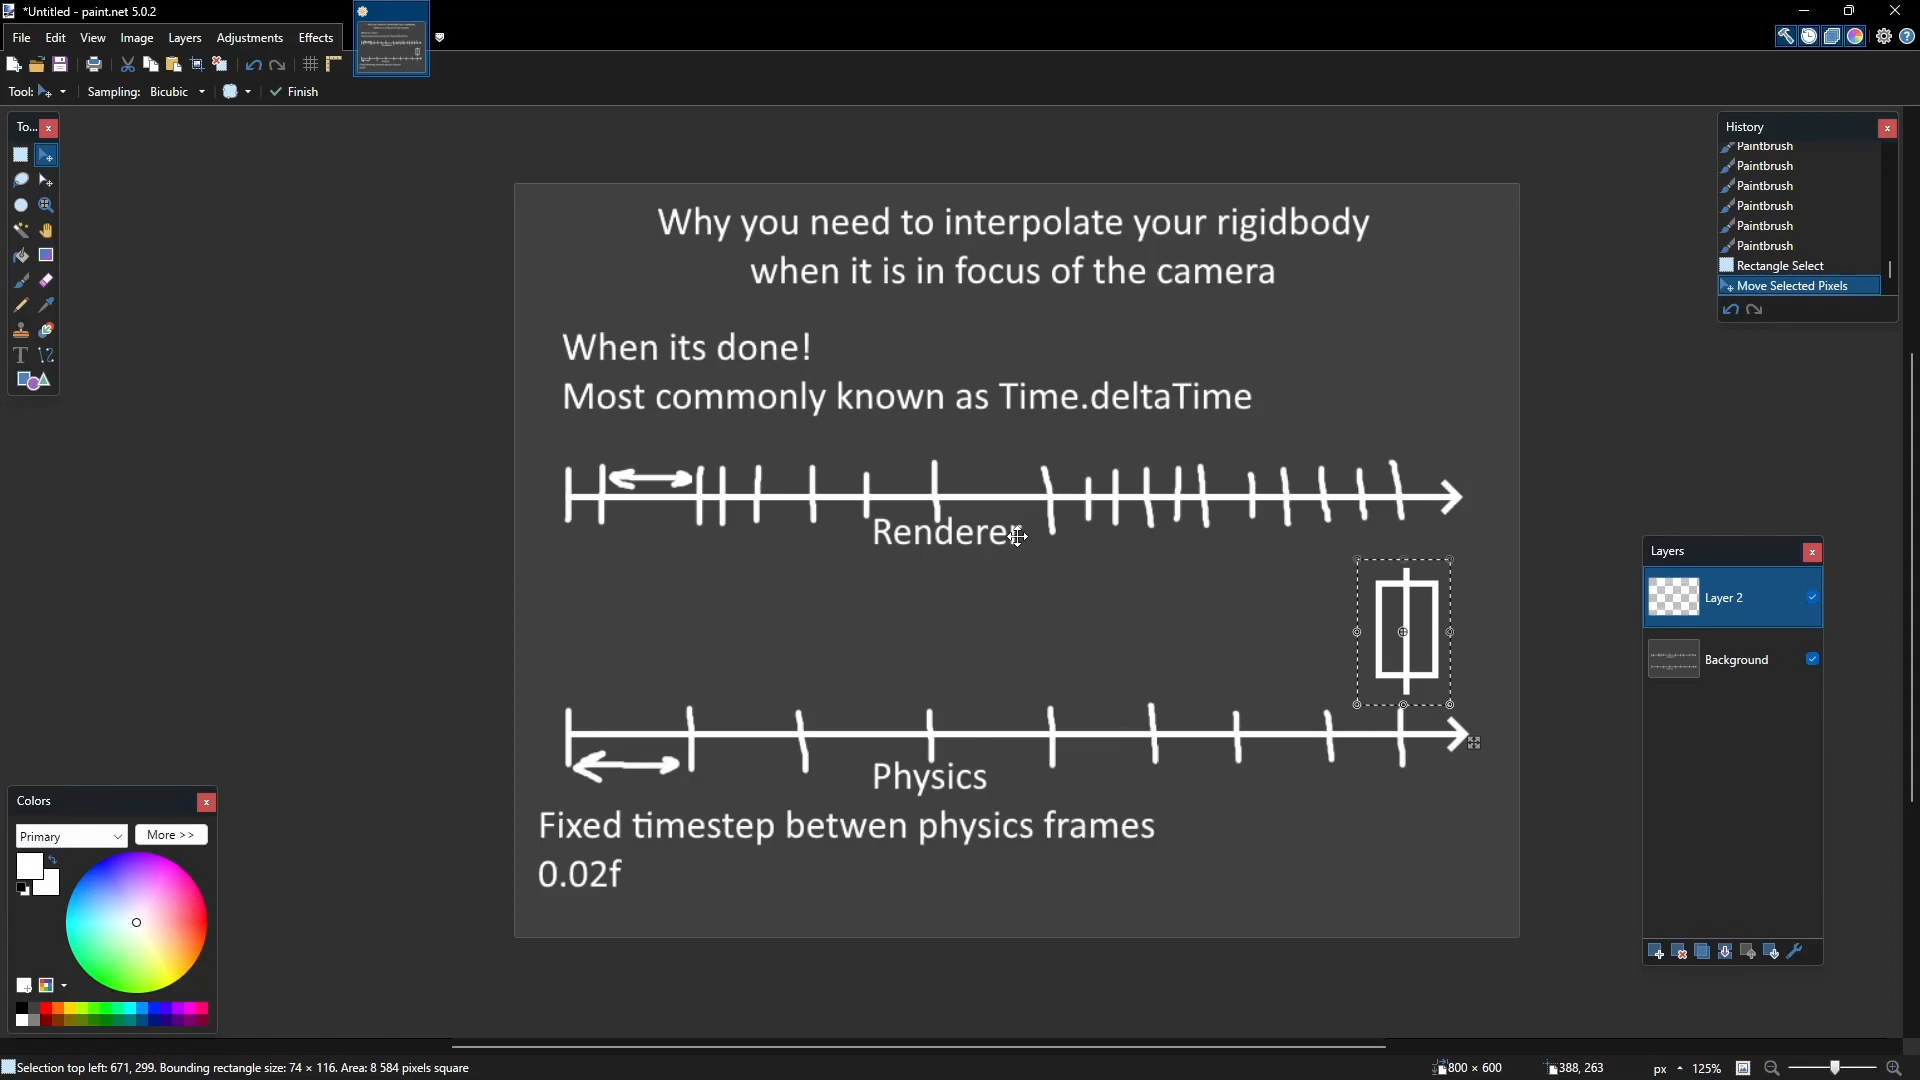 *Untitled - paint.net 5.0.2
File Edit View Image Layers Adjustments Effects
Tool: Sampling: Bicubic Finish
To...
History
Paintbrush
Paintbrush
Paintbrush
Paintbrush
Paintbrush
Paintbrush
Rectangle Select
Move Selected Pixels
Why you need to interpolate your rigidbody
when it is in focus of the camera
When its done!
Most commonly known as Time.deltaTime
Renderer
Physics
Fixed timestep betwen physics frames
0.02f
Layers
Layer 2
Background
Colors
Primary More >>
Selection top left: 671, 299. Bounding rectangle size: 74 × 116. Area: 8 584 pixels square
800 × 600 388, 263 px 125%